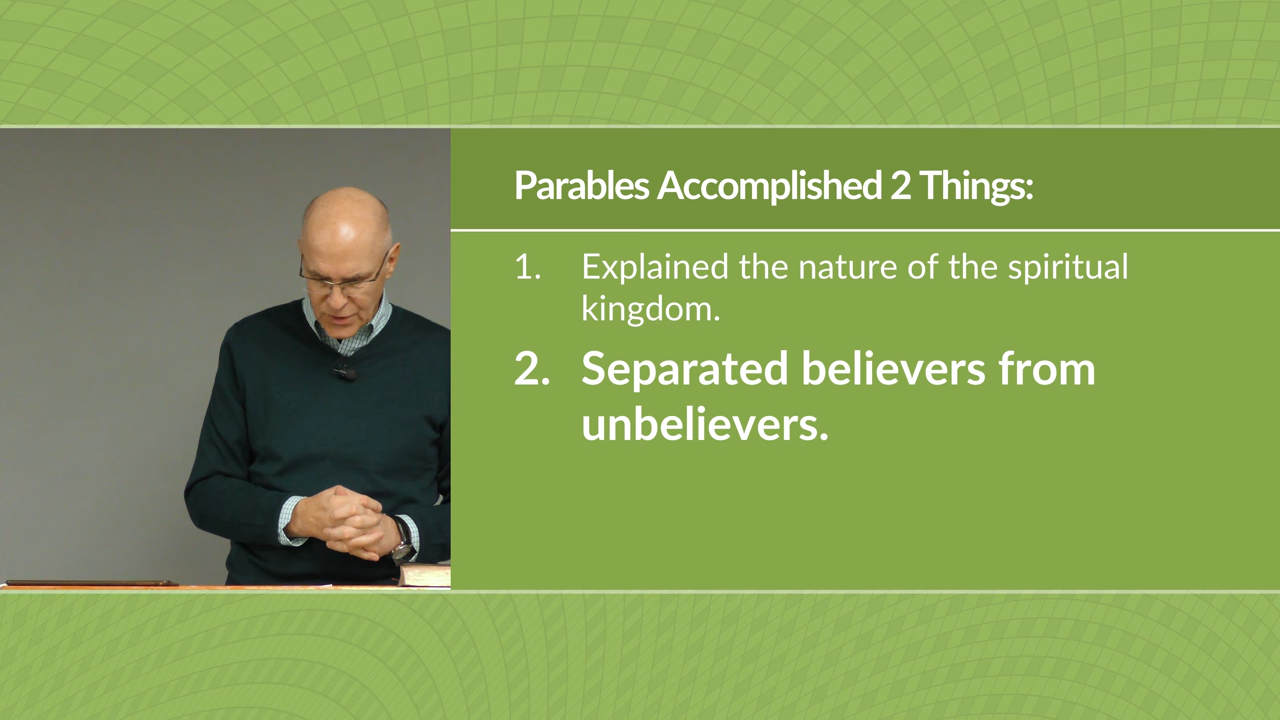 Parables Accomplished 2 Things:
1. Explained the nature of the spiritual
kingdom.
2. Separated believers from
unbelievers.